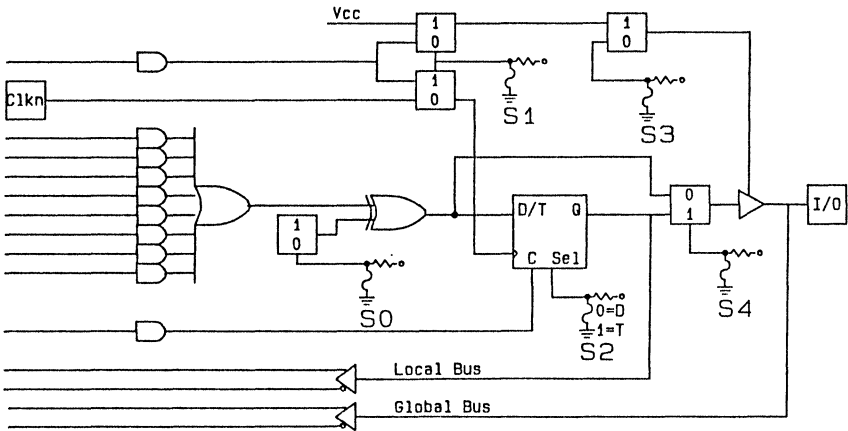 Vcc
1
0
1
0
1
0
Clkn
S1
S3
D/T Q
0
1
I/O
1
0
C Sel
S0
0=D
1=T
S2
S4
Local Bus
Global Bus